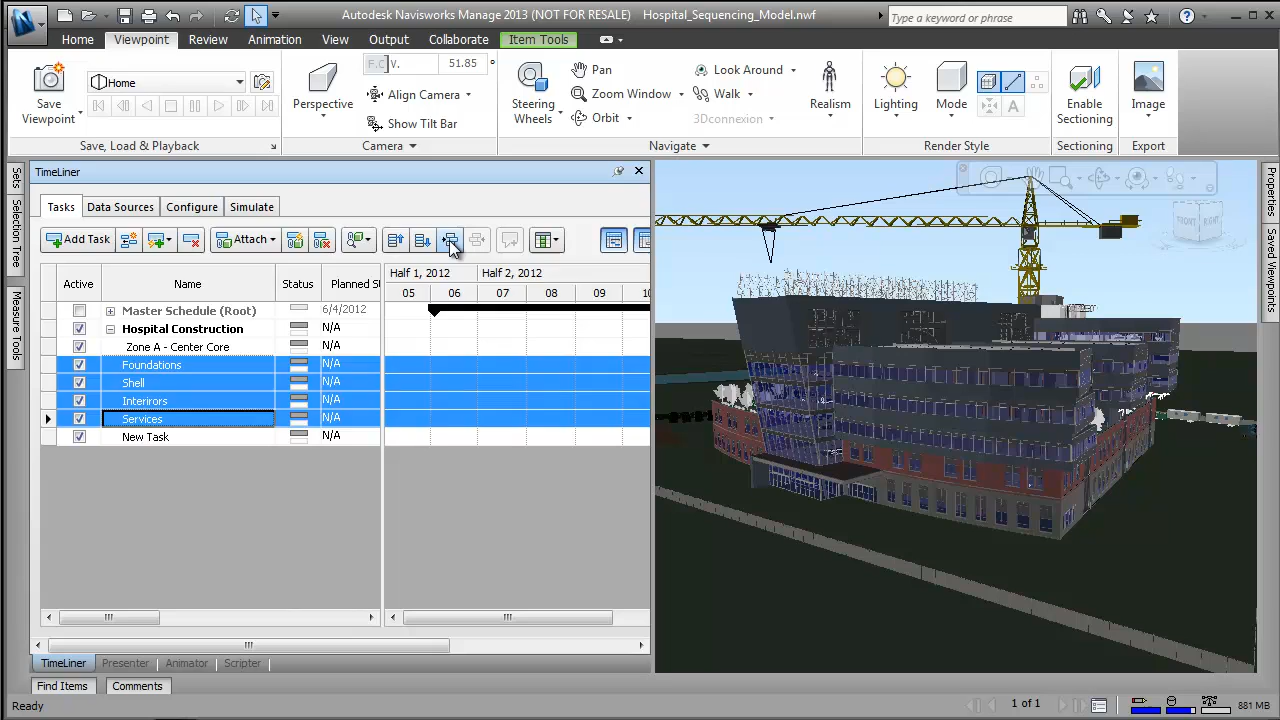 Autodesk Navisworks Manage 2013 (NOT FOR RESALE) Hospital_Sequencing_Model.nwf
Type a keyword or phrase
Home Viewpoint Review Animation View Output Collaborate Item Tools
Save Viewpoint
Home
Perspective
F.O.V. 51.85 °
Align Camera
Show Tilt Bar
Steering Wheels
Pan
Zoom Window
Orbit
Look Around
Walk
3Dconnexion
Realism
Lighting
Mode
Enable Sectioning
Image
Save, Load & Playback Camera Navigate Render Style Sectioning Export
TimeLiner
Tasks Data Sources Configure Simulate
Add Task Attach
Active Name Status Planned St
Half 1, 2012 Half 2, 2012
05 06 07 08 09 10
Master Schedule (Root) 6/4/2012
Hospital Construction N/A
Zone A - Center Core N/A
Foundations N/A
Shell N/A
Interirors N/A
Services N/A
New Task N/A
Sets
Selection Tree
Measure Tools
FRONT RIGHT
Properties
Saved Viewpoints
TimeLiner Presenter Animator Scripter
Find Items Comments
Ready 1 of 1 881 MB